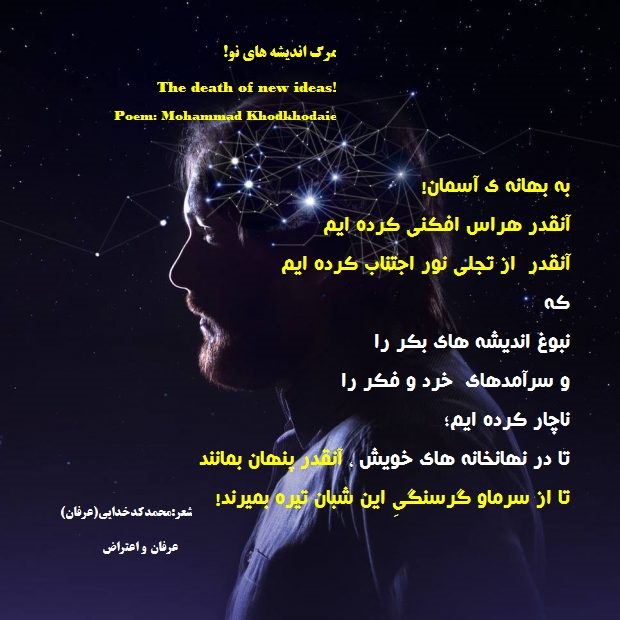 مرگ اندیشه های نو!
The death of new ideas!
Poem: Mohammad Khodkhodaie
به بهانه ی آسمان!
آنقدر هراس افکنی کرده ایم
آنقدر از تجلی نور اجتناب کرده ایم
که
نبوغ اندیشه های بکر را
و سرآمدهای خرد و فکر را
ناچار کرده ایم؛
تا در نهانخانه های خویش , آنقدر پنهان بمانند
تا از سرماو گرسنگیِ این شبان تیره بمیرند!
شعر:محمدکدخدایی(عرفان)
عرفان و اعتراض